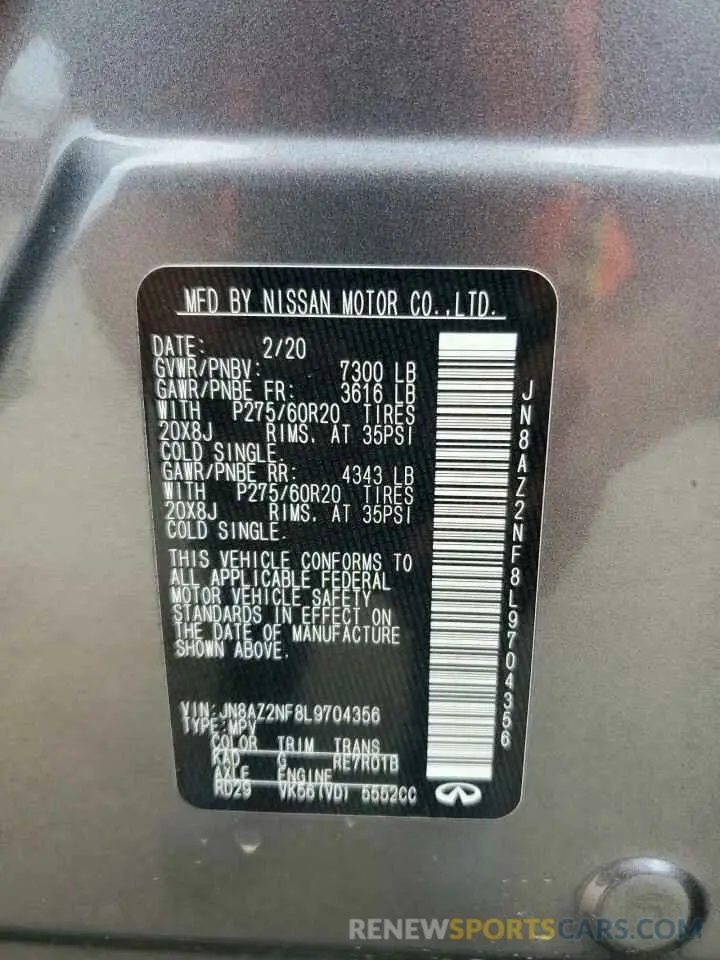 MFD BY NISSAN MOTOR CO.,LTD.
DATE: 2/20
GVWR/PNBV: 7300 LB
GAWR/PNBE FR: 3616 LB
WITH P275/60R20 TIRES
20X8J RIMS. AT 35PSI
COLD SINGLE.
GAWR/PNBE RR: 4343 LB
WITH P275/60R20 TIRES
20X8J RIMS. AT 35PSI
COLD SINGLE.
THIS VEHICLE CONFORMS TO
ALL APPLICABLE FEDERAL
MOTOR VEHICLE SAFETY
STANDARDS IN EFFECT ON
THE DATE OF MANUFACTURE
SHOWN ABOVE.
VIN:JN8AZ2NF8L9704356
TYPE:MPV
COLOR TRIM TRANS
KAD G RE7R01B
AXLE ENGINE
RD29 VK56(VD) 5552CC
JN8AZ2NF8L9704356
RENEWSPORTSCARS.COM